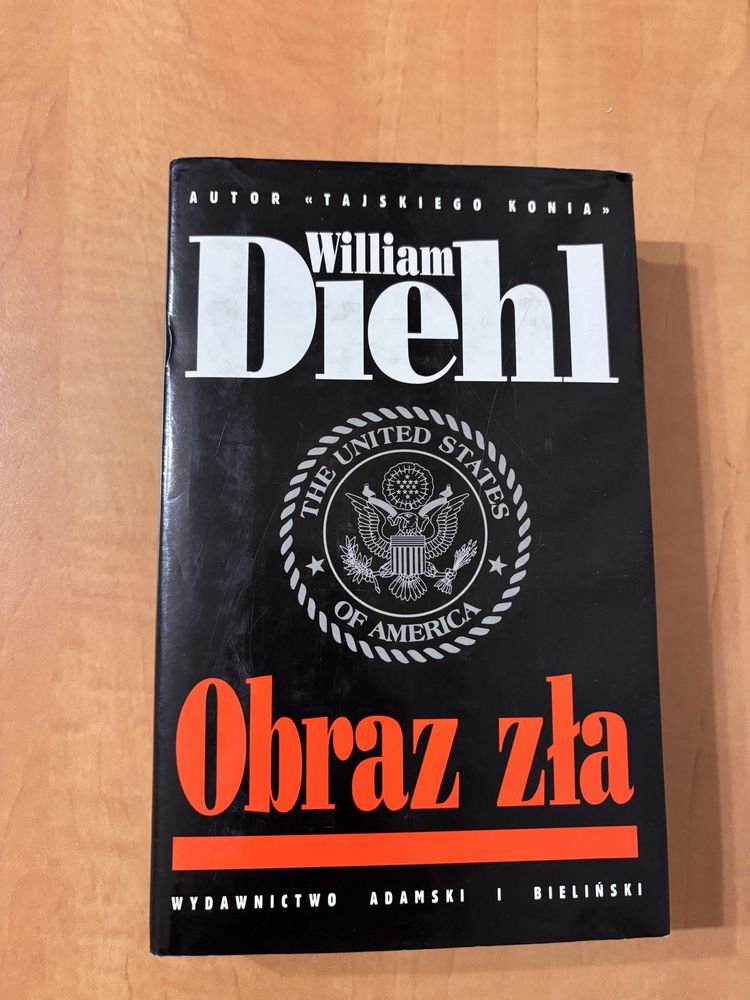 AUTOR «TAJSKIEGO KONIA»
William
Diehl
THE UNITED STATES
OF AMERICA
Obraz zła
WYDAWNICTWO ADAMSKI I BIELIŃSKI